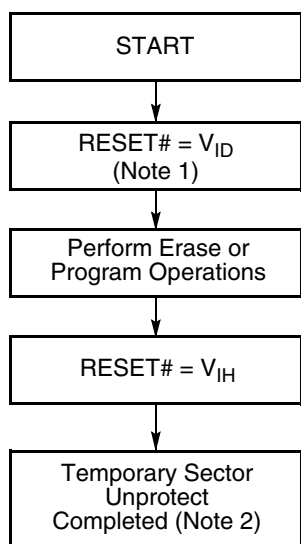 START
RESET# = VID
(Note 1)
Perform Erase or
Program Operations
RESET# = VIH
Temporary Sector
Unprotect
Completed (Note 2)